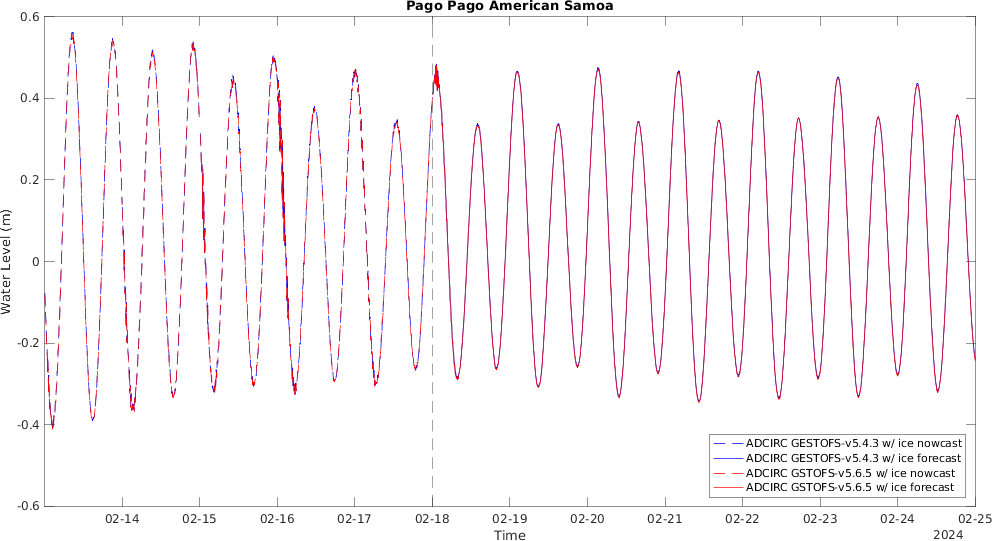 Pago Pago American Samoa
0.6
0.4
0.2
0
-0.2
-0.4
-0.6
Water Level (m)
ADCIRC GESTOFS-v5.4.3 w/ ice nowcast
ADCIRC GESTOFS-v5.4.3 w/ ice forecast
ADCIRC GSTOFS-v5.6.5 w/ ice nowcast
ADCIRC GSTOFS-v5.6.5 w/ ice forecast
02-14 02-15 02-16 02-17 02-18 02-19 02-20 02-21 02-22 02-23 02-24 02-25
Time
2024